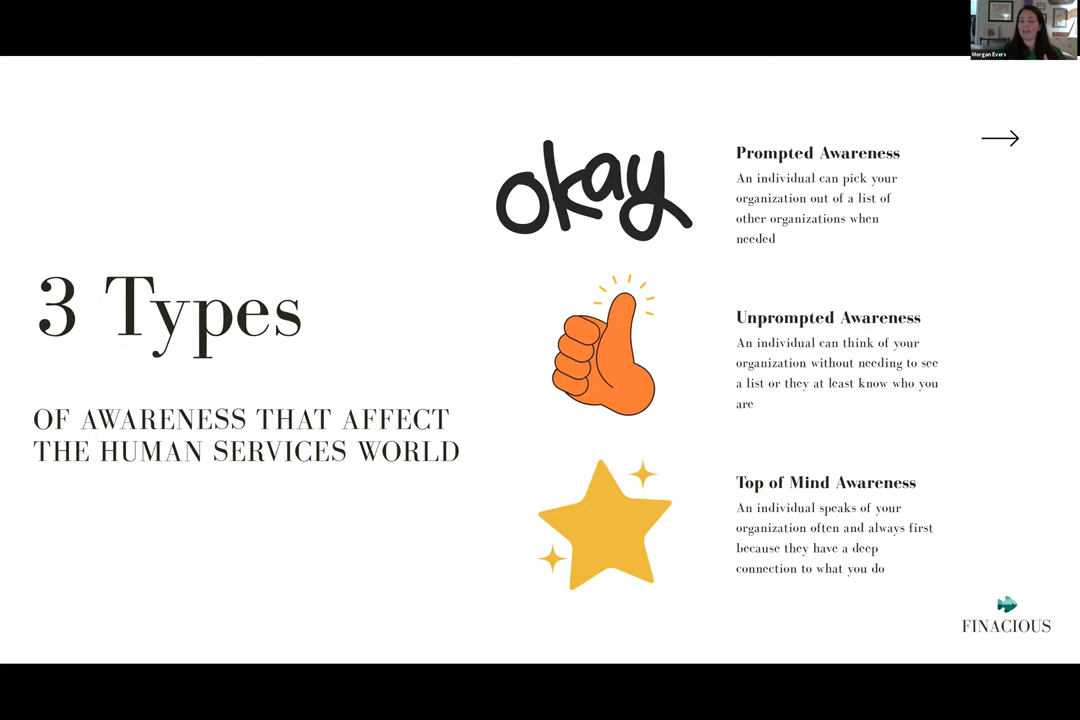 Morgan Evers
3 Types
OF AWARENESS THAT AFFECT
THE HUMAN SERVICES WORLD
okay
Prompted Awareness
An individual can pick your
organization out of a list of
other organizations when
needed
Unprompted Awareness
An individual can think of your
organization without needing to see
a list or they at least know who you
are
Top of Mind Awareness
An individual speaks of your
organization often and always first
because they have a deep
connection to what you do
FINACIOUS